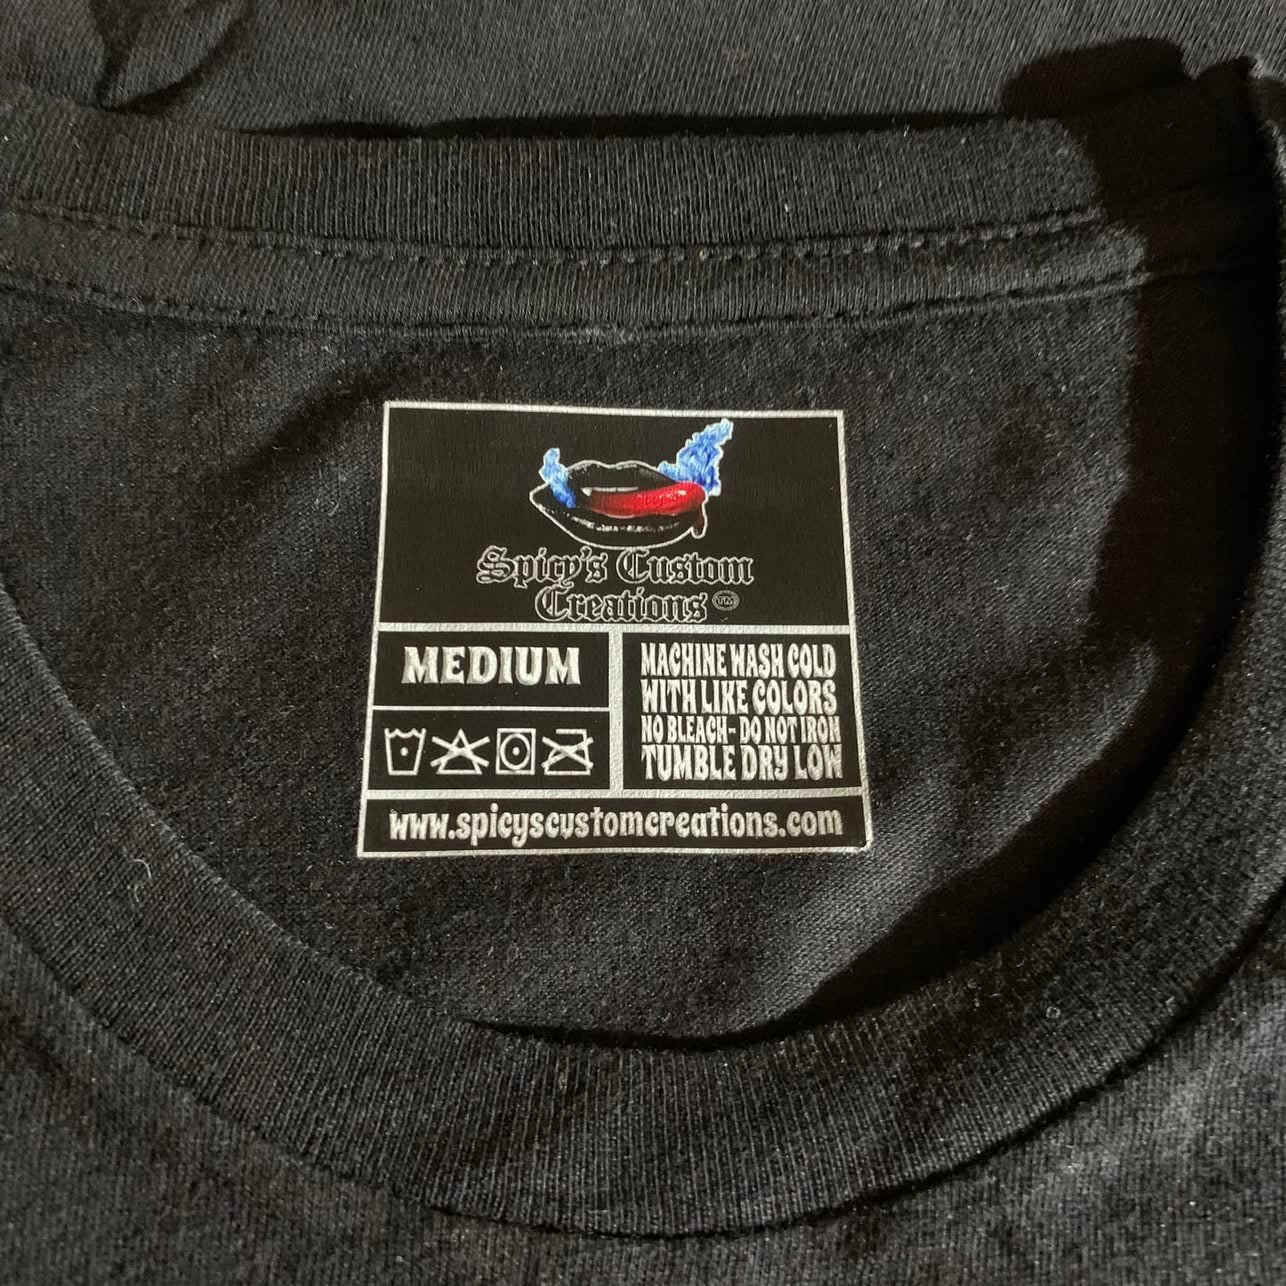 Spicy's Custom
Creations TM
MEDIUM
MACHINE WASH COLD
WITH LIKE COLORS
NO BLEACH- DO NOT IRON
TUMBLE DRY LOW
www.spicyscustomcreations.com